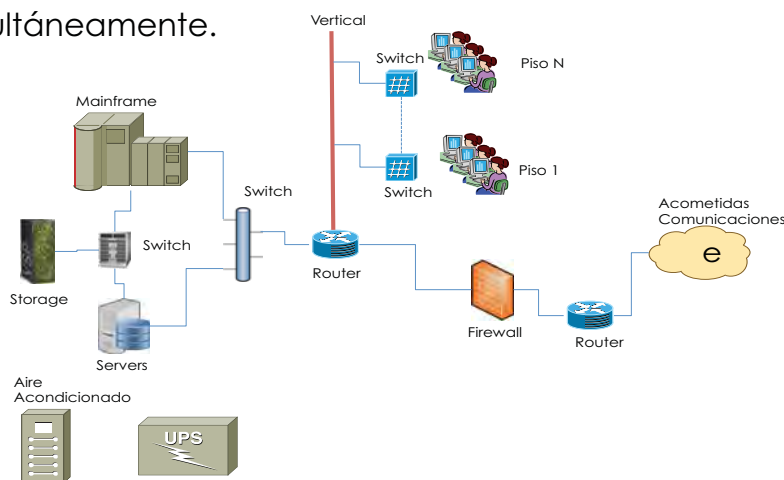 ultáneamente.
Vertical
Switch
Piso N
Mainframe
Switch
Piso 1
Switch
Acometidas
Comunicaciones
Switch
e
Storage
Router
Servers
Firewall
Router
Aire
Acondicionado
UPS